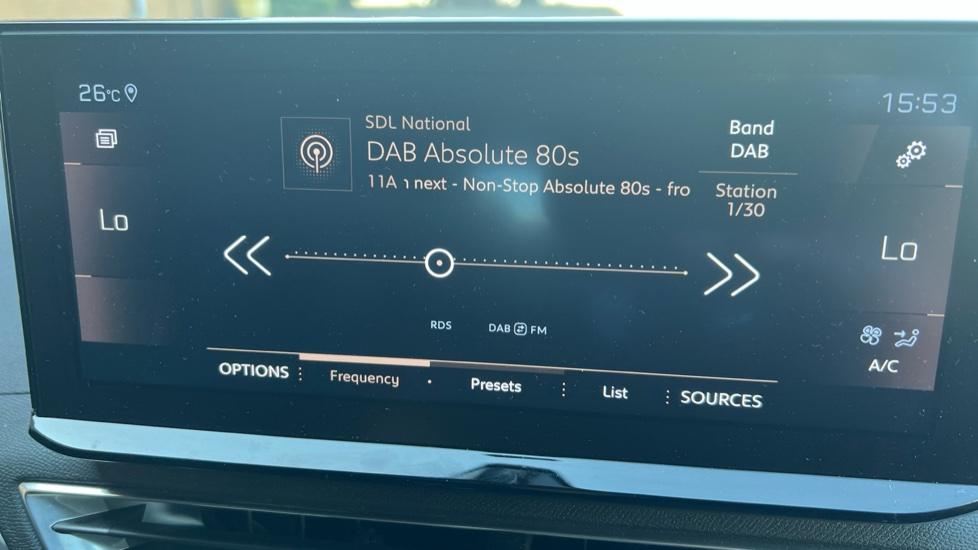 26°C
15:53
SDL National
DAB Absolute 80s
11A
next - Non-Stop Absolute 80s - fro
Band
DAB
Station
1/30
Lo
Lo
RDS
DAB FM
A/C
OPTIONS
Frequency
Presets
List
SOURCES